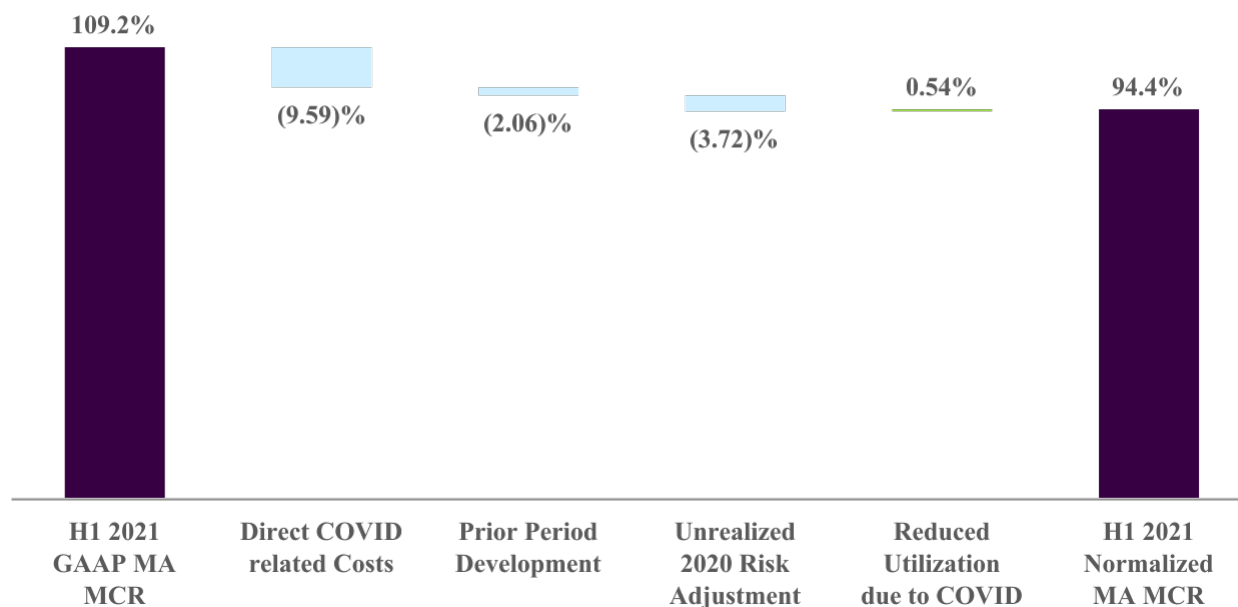 109.2%
(9.59)%
(2.06)%
(3.72)%
0.54%
94.4%
H1 2021
GAAP MA
MCR
Direct COVID
related Costs
Prior Period
Development
Unrealized
2020 Risk
Adjustment
Reduced
Utilization
due to COVID
H1 2021
Normalized
MA MCR